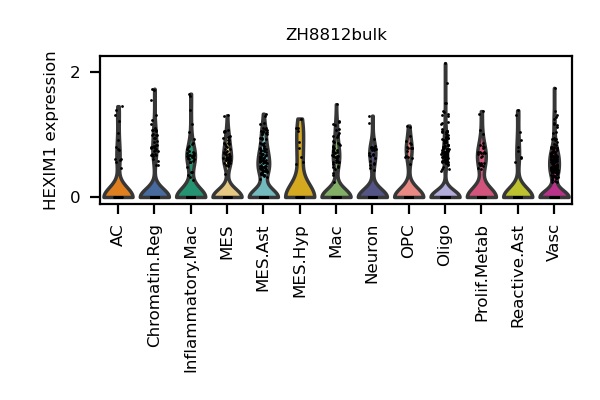 ZH8812bulk
HEXIM1 expression
2
0
AC
Chromatin.Reg
Inflammatory.Mac
MES
MES.Ast
MES.Hyp
Mac
Neuron
OPC
Oligo
Prolif.Metab
Reactive.Ast
Vasc